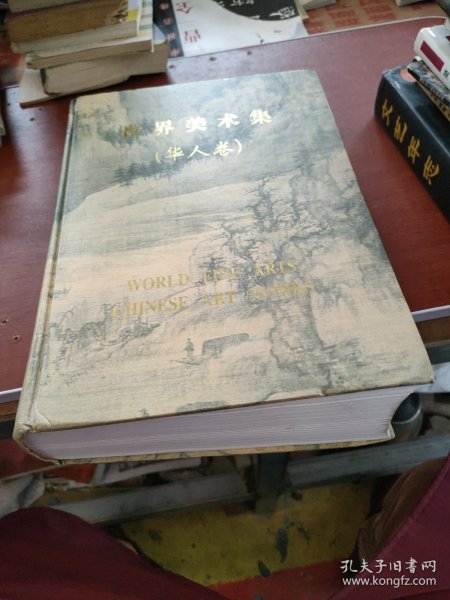 世界美术集
（华人卷）
WORLD FINE ARTS
CHINESE ART WORKS
孔夫子旧书网
www.kongfz.com